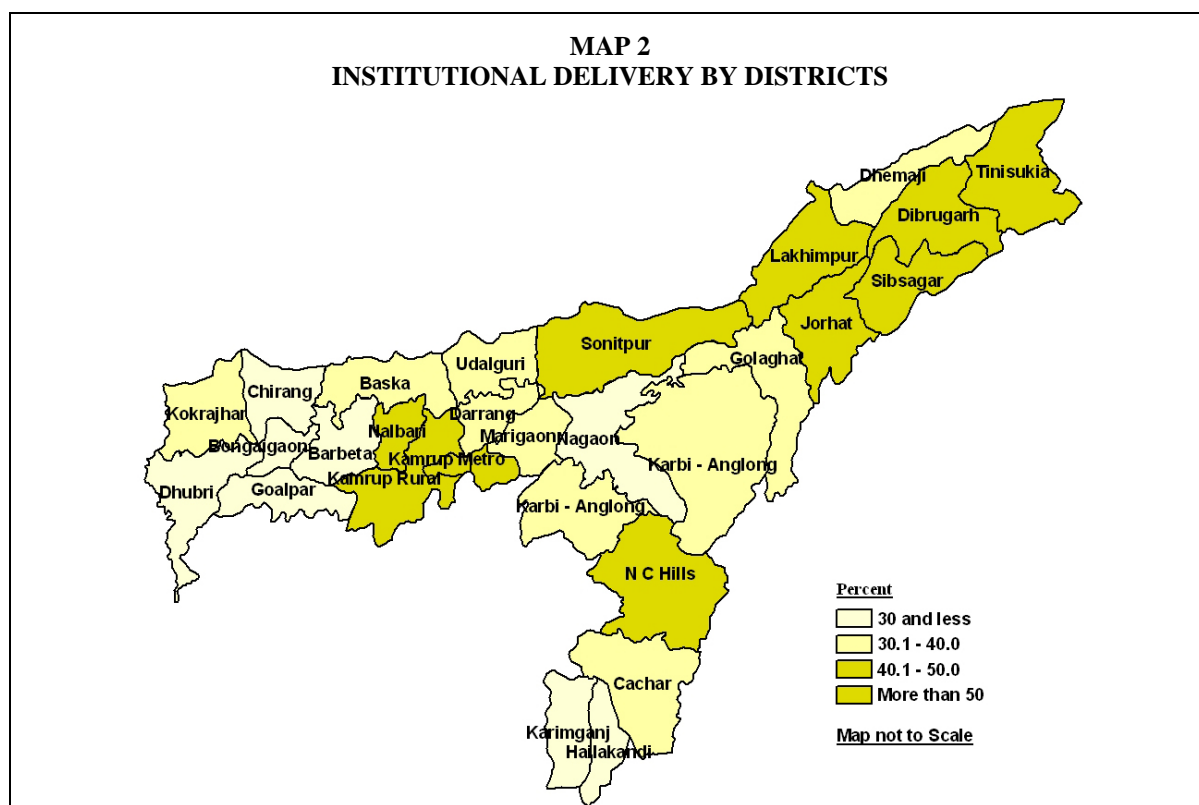 MAP 2
INSTITUTIONAL DELIVERY BY DISTRICTS
Dhemaji
Tinisukia
Dibrugarh
Lakhimpur
Sibsagar
Jorhat
Sonitpur
Golaghat
Udalguri
Chirang
Baska
Kokrajhar
Darrang
Nalbari
Marigaon
Nagaon
Bongaigaon
Barbeta
Kamrup Metro
Karbi - Anglong
Kamrup Rural
Dhubri
Goalpar
Karbi - Anglong
N C Hills
Cachar
Karimganj
Hailakandi
Percent
30 and less
30.1 - 40.0
40.1 - 50.0
More than 50
Map not to Scale